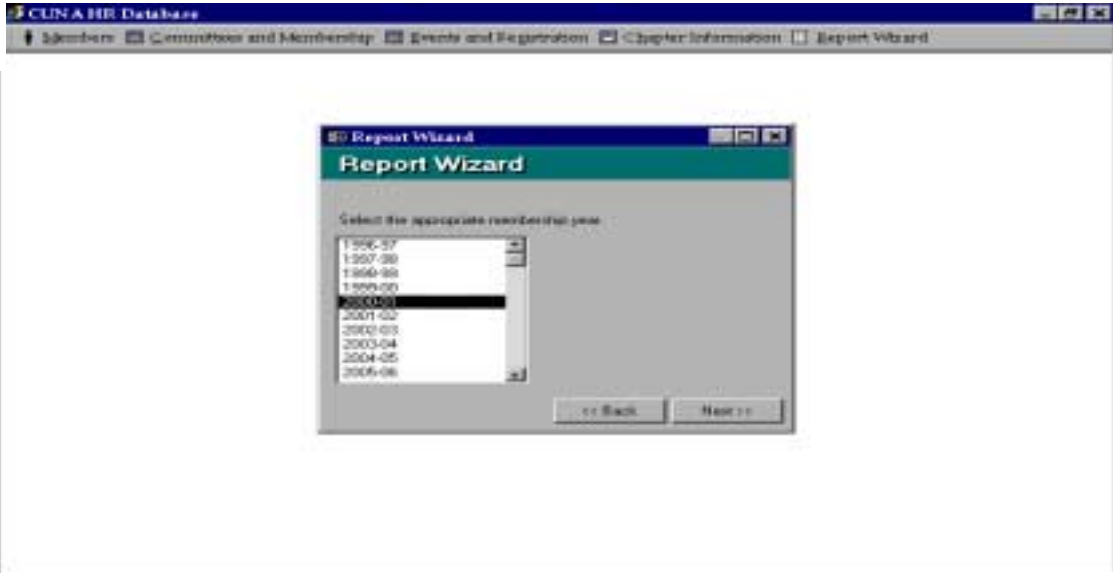 CUNA HR Database
Members Committees and Membership Events and Registration Chapter Information Report Wizard
Report Wizard
Report Wizard
Select the appropriate membership year
1996-97
1997-98
1998-99
1999-00
2000-01
2001-02
2002-03
2003-04
2004-05
2005-06
<< Back Next >>